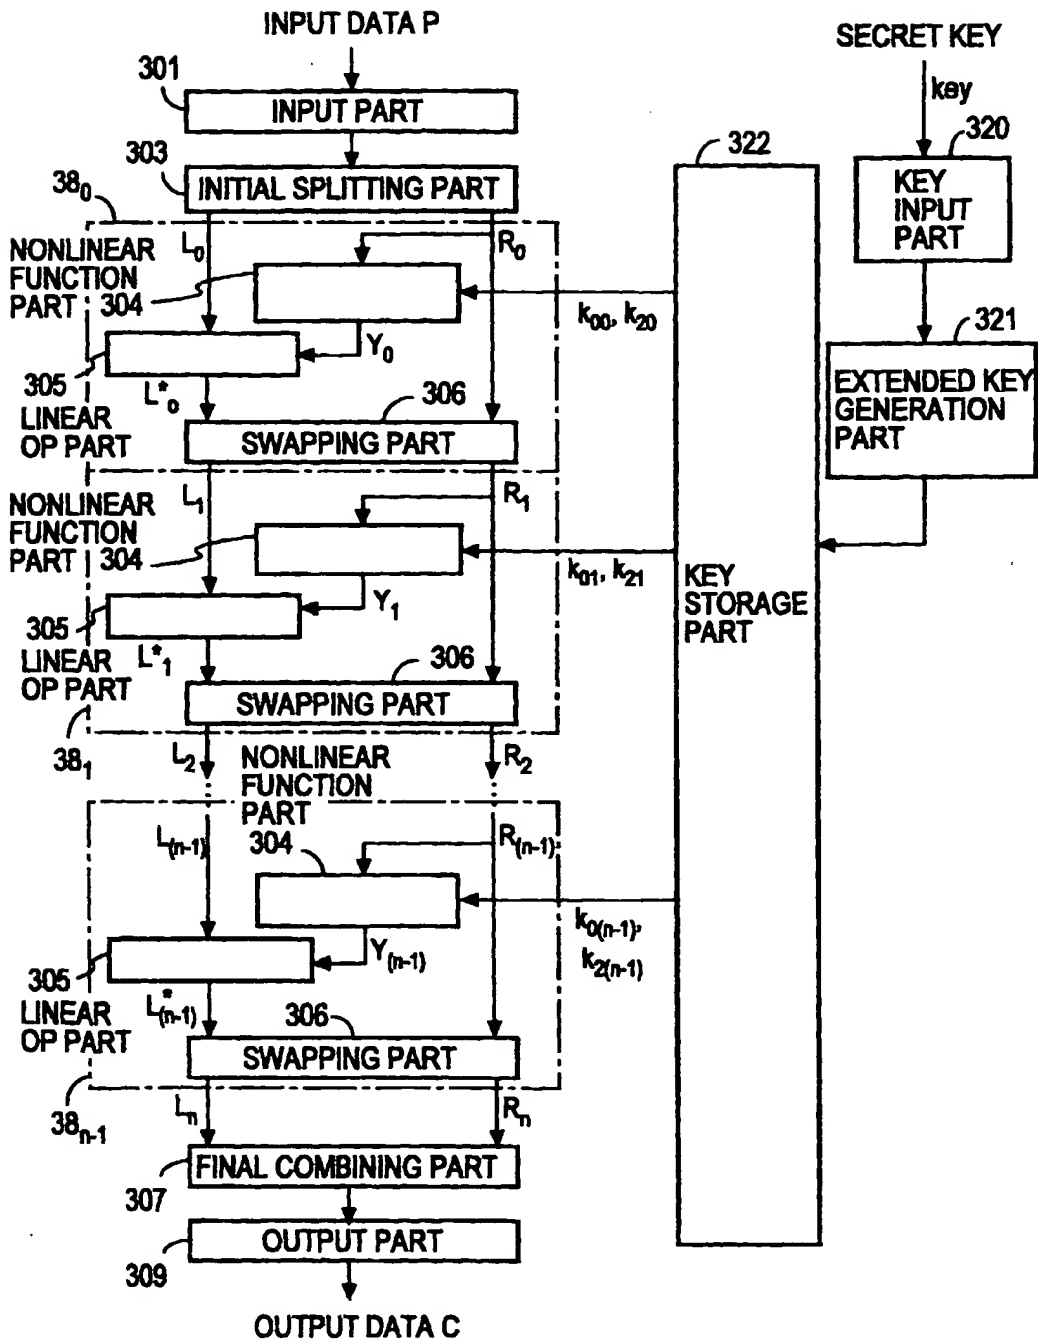 INPUT DATA P
SECRET KEY
key
301
INPUT PART
320
KEY
INPUT
PART
322
303
INITIAL SPLITTING PART
38₀
L₀
R₀
NONLINEAR
FUNCTION
PART
304
k₀₀, k₂₀
321
EXTENDED KEY
GENERATION
PART
Y₀
305
LINEAR
OP PART
L*₀
306
SWAPPING PART
L₁
R₁
NONLINEAR
FUNCTION
PART
304
k₀₁, k₂₁
KEY
STORAGE
PART
Y₁
305
LINEAR
OP PART
L*₁
306
SWAPPING PART
38₁
L₂
R₂
NONLINEAR
FUNCTION
PART
304
L₍ₙ₋₁₎
R₍ₙ₋₁₎
k₀₍ₙ₋₁₎,
k₂₍ₙ₋₁₎
Y₍ₙ₋₁₎
305
LINEAR
OP PART
L*₍ₙ₋₁₎
306
SWAPPING PART
38ₙ₋₁
Lₙ
Rₙ
FINAL COMBINING PART
307
OUTPUT PART
309
OUTPUT DATA C